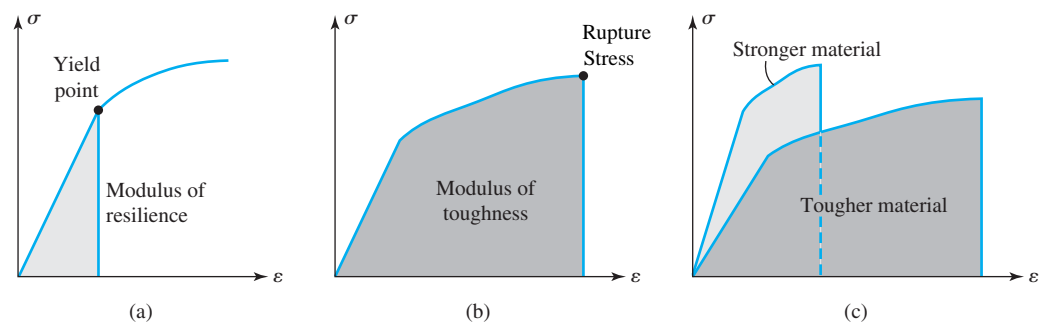 σ
Yield
point
Modulus of
resilience
ε
(a)
σ
Rupture
Stress
Modulus of
toughness
ε
(b)
σ
Stronger material
Tougher material
ε
(c)